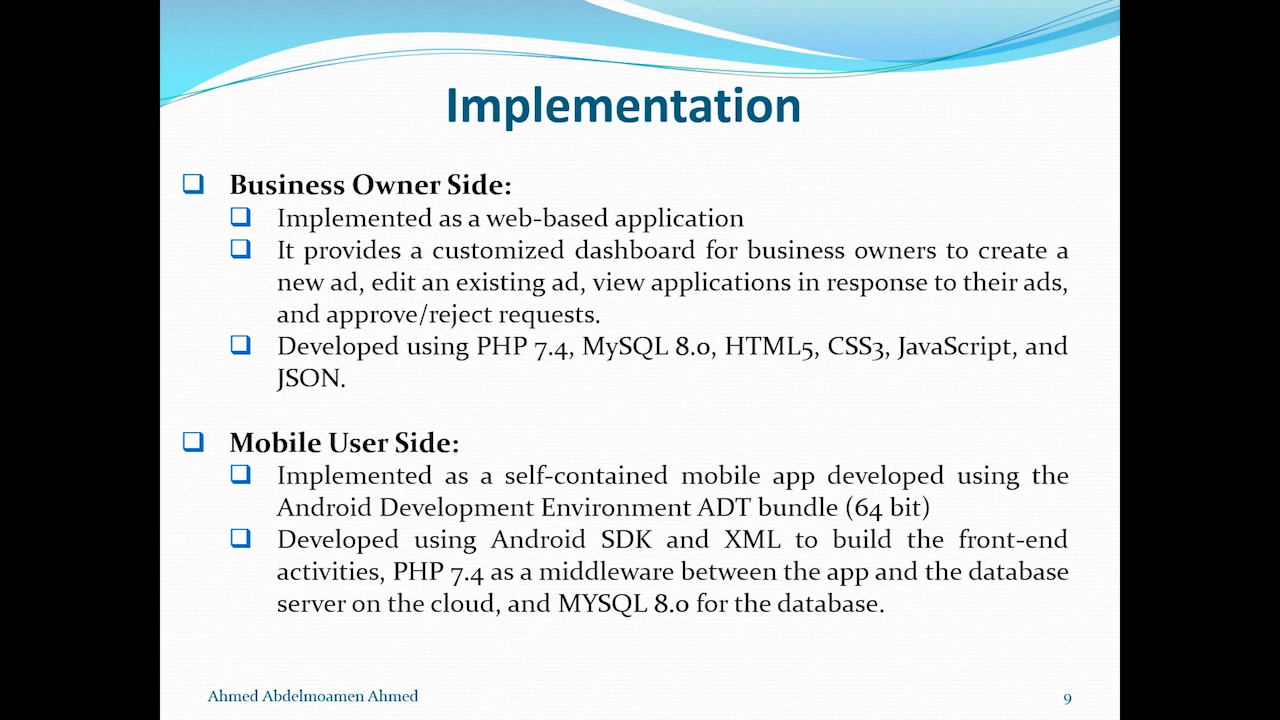 Implementation
Business Owner Side:
Implemented as a web-based application
It provides a customized dashboard for business owners to create a
new ad, edit an existing ad, view applications in response to their ads,
and approve/reject requests.
Developed using PHP 7.4, MySQL 8.0, HTML5, CSS3, JavaScript, and
JSON.
Mobile User Side:
Implemented as a self-contained mobile app developed using the
Android Development Environment ADT bundle (64 bit)
Developed using Android SDK and XML to build the front-end
activities, PHP 7.4 as a middleware between the app and the database
server on the cloud, and MYSQL 8.0 for the database.
Ahmed Abdelmoamen Ahmed
9